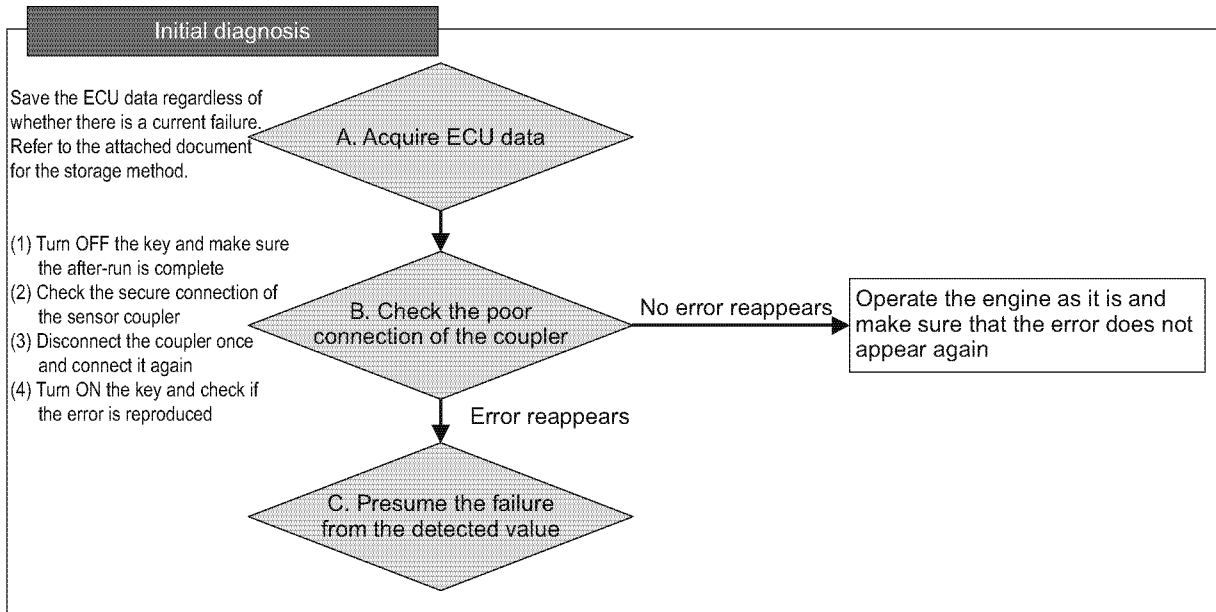 Initial diagnosis
Save the ECU data regardless of
whether there is a current failure.
Refer to the attached document
for the storage method.
A. Acquire ECU data
(1) Turn OFF the key and make sure
the after-run is complete
(2) Check the secure connection of
the sensor coupler
(3) Disconnect the coupler once
and connect it again
(4) Turn ON the key and check if
the error is reproduced
B. Check the poor
connection of the coupler
No error reappears
Operate the engine as it is and
make sure that the error does not
appear again
Error reappears
C. Presume the failure
from the detected value